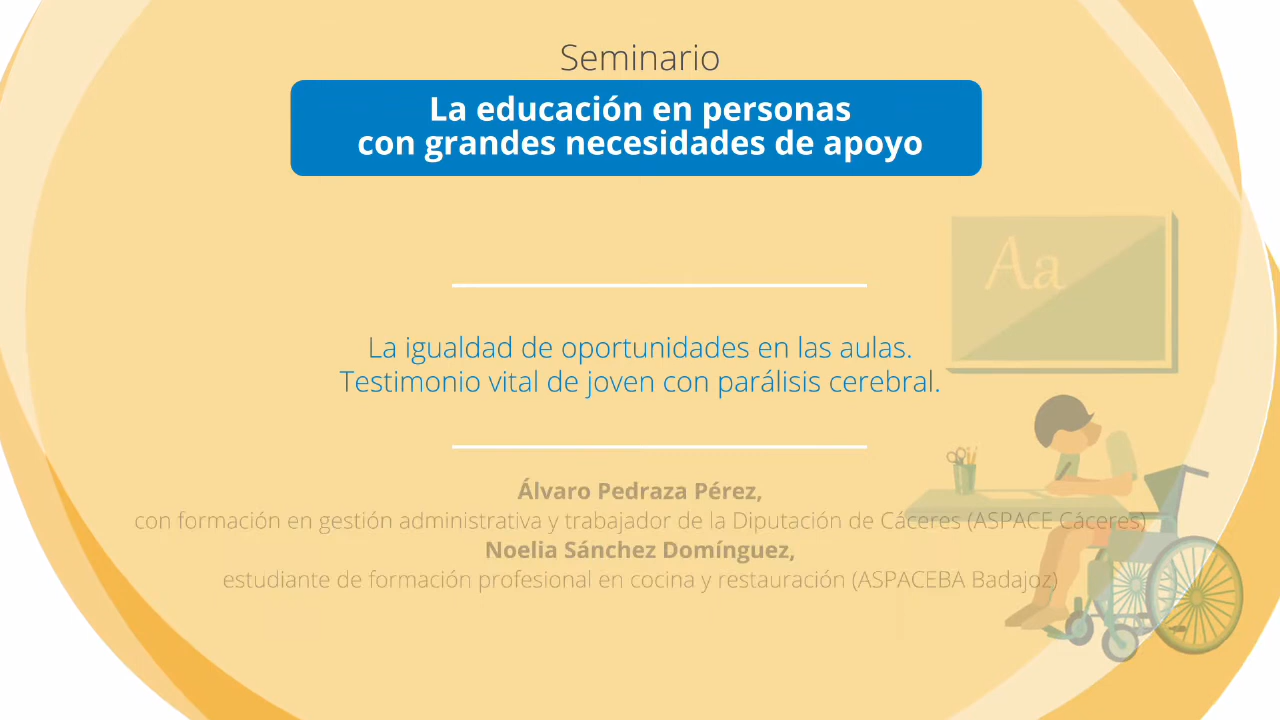 Seminario
La educación en personas
con grandes necesidades de apoyo
Aa
La igualdad de oportunidades en las aulas.
Testimonio vital de joven con parálisis cerebral.
Álvaro Pedraza Pérez,
con formación en gestión administrativa y trabajador de la Diputación de Cáceres (ASPACE Cáceres)
Noelia Sánchez Domínguez,
estudiante de formación profesional en cocina y restauración (ASPACEBA Badajoz)